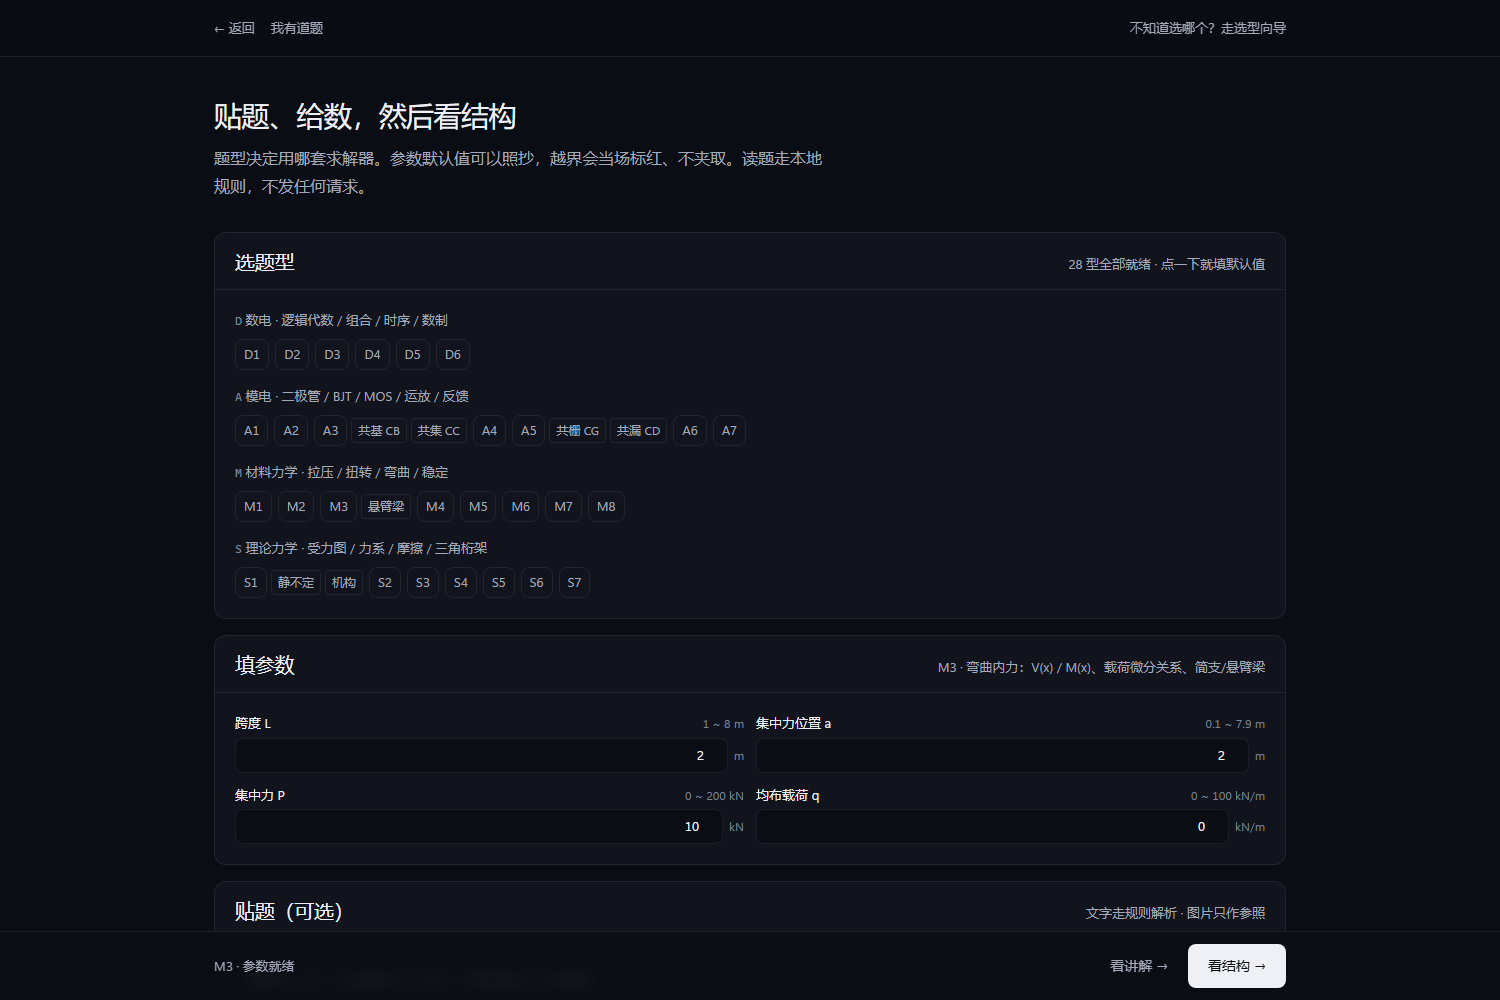 ← 返回 我有道题
不知道选哪个？走选型向导
贴题、给数，然后看结构
题型决定用哪套求解器。参数默认值可以照抄，越界会当场标红、不夹取。读题走本地
规则，不发任何请求。
选题型
28 型全部就绪 · 点一下就填默认值
D 数电 · 逻辑代数 / 组合 / 时序 / 数制
D1 D2 D3 D4 D5 D6
A 模电 · 二极管 / BJT / MOS / 运放 / 反馈
A1 A2 A3 共基 CB 共集 CC A4 A5 共栅 CG 共漏 CD A6 A7
M 材料力学 · 拉压 / 扭转 / 弯曲 / 稳定
M1 M2 M3 悬臂梁 M4 M5 M6 M7 M8
S 理论力学 · 受力图 / 力系 / 摩擦 / 三角桁架
S1 静不定 机构 S2 S3 S4 S5 S6 S7
填参数
M3 · 弯曲内力：V(x) / M(x)、载荷微分关系、简支/悬臂梁
跨度 L 1 ~ 8 m
2 m
集中力位置 a 0.1 ~ 7.9 m
2 m
集中力 P 0 ~ 200 kN
10 kN
均布载荷 q 0 ~ 100 kN/m
0 kN/m
贴题（可选）
文字走规则解析 · 图片只作参照
M3 · 参数就绪
看讲解 →
看结构 →